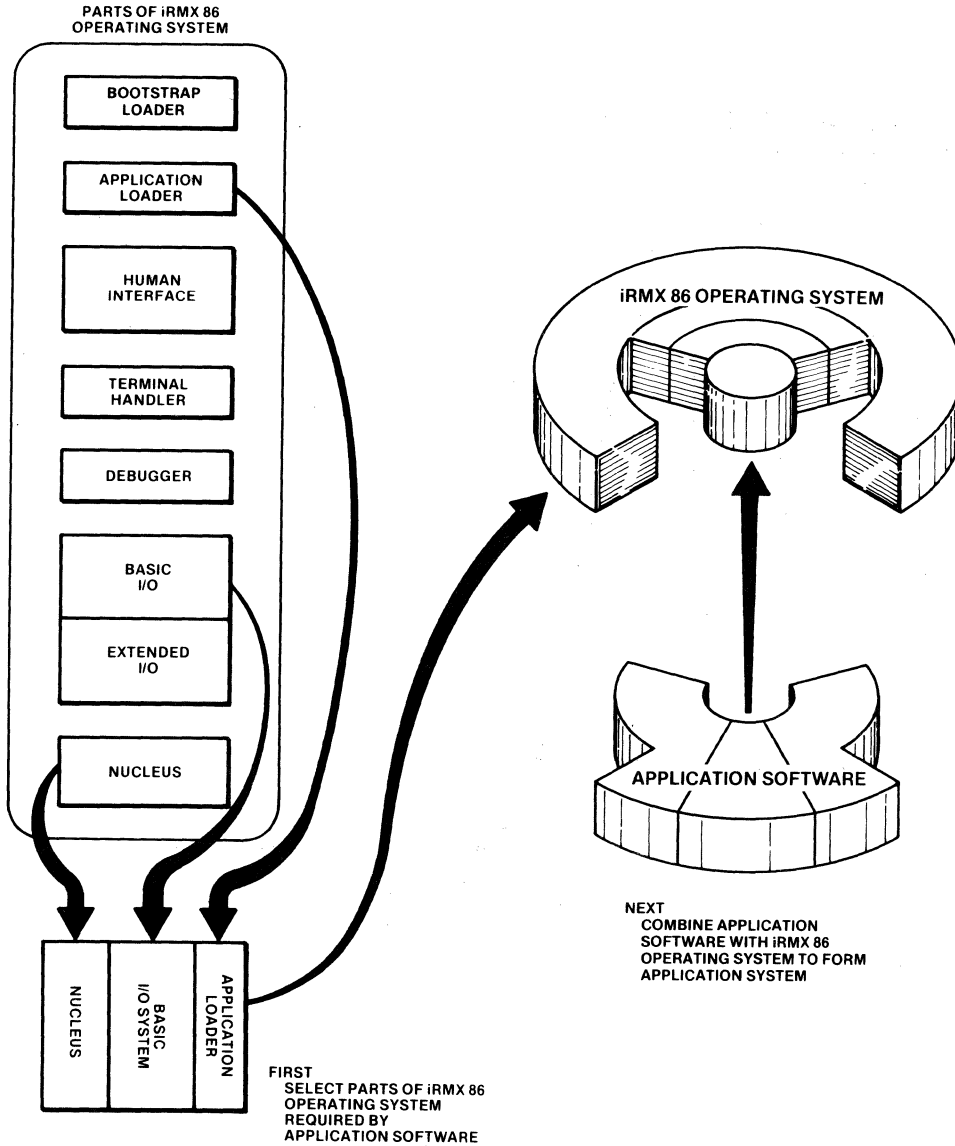 PARTS OF iRMX 86
OPERATING SYSTEM
BOOTSTRAP
LOADER
APPLICATION
LOADER
HUMAN
INTERFACE
TERMINAL
HANDLER
DEBUGGER
BASIC
I/O
EXTENDED
I/O
NUCLEUS
NUCLEUS
BASIC
I/O SYSTEM
APPLICATION
LOADER
FIRST
SELECT PARTS OF iRMX 86
OPERATING SYSTEM
REQUIRED BY
APPLICATION SOFTWARE
iRMX 86 OPERATING SYSTEM
APPLICATION SOFTWARE
NEXT
COMBINE APPLICATION
SOFTWARE WITH iRMX 86
OPERATING SYSTEM TO FORM
APPLICATION SYSTEM